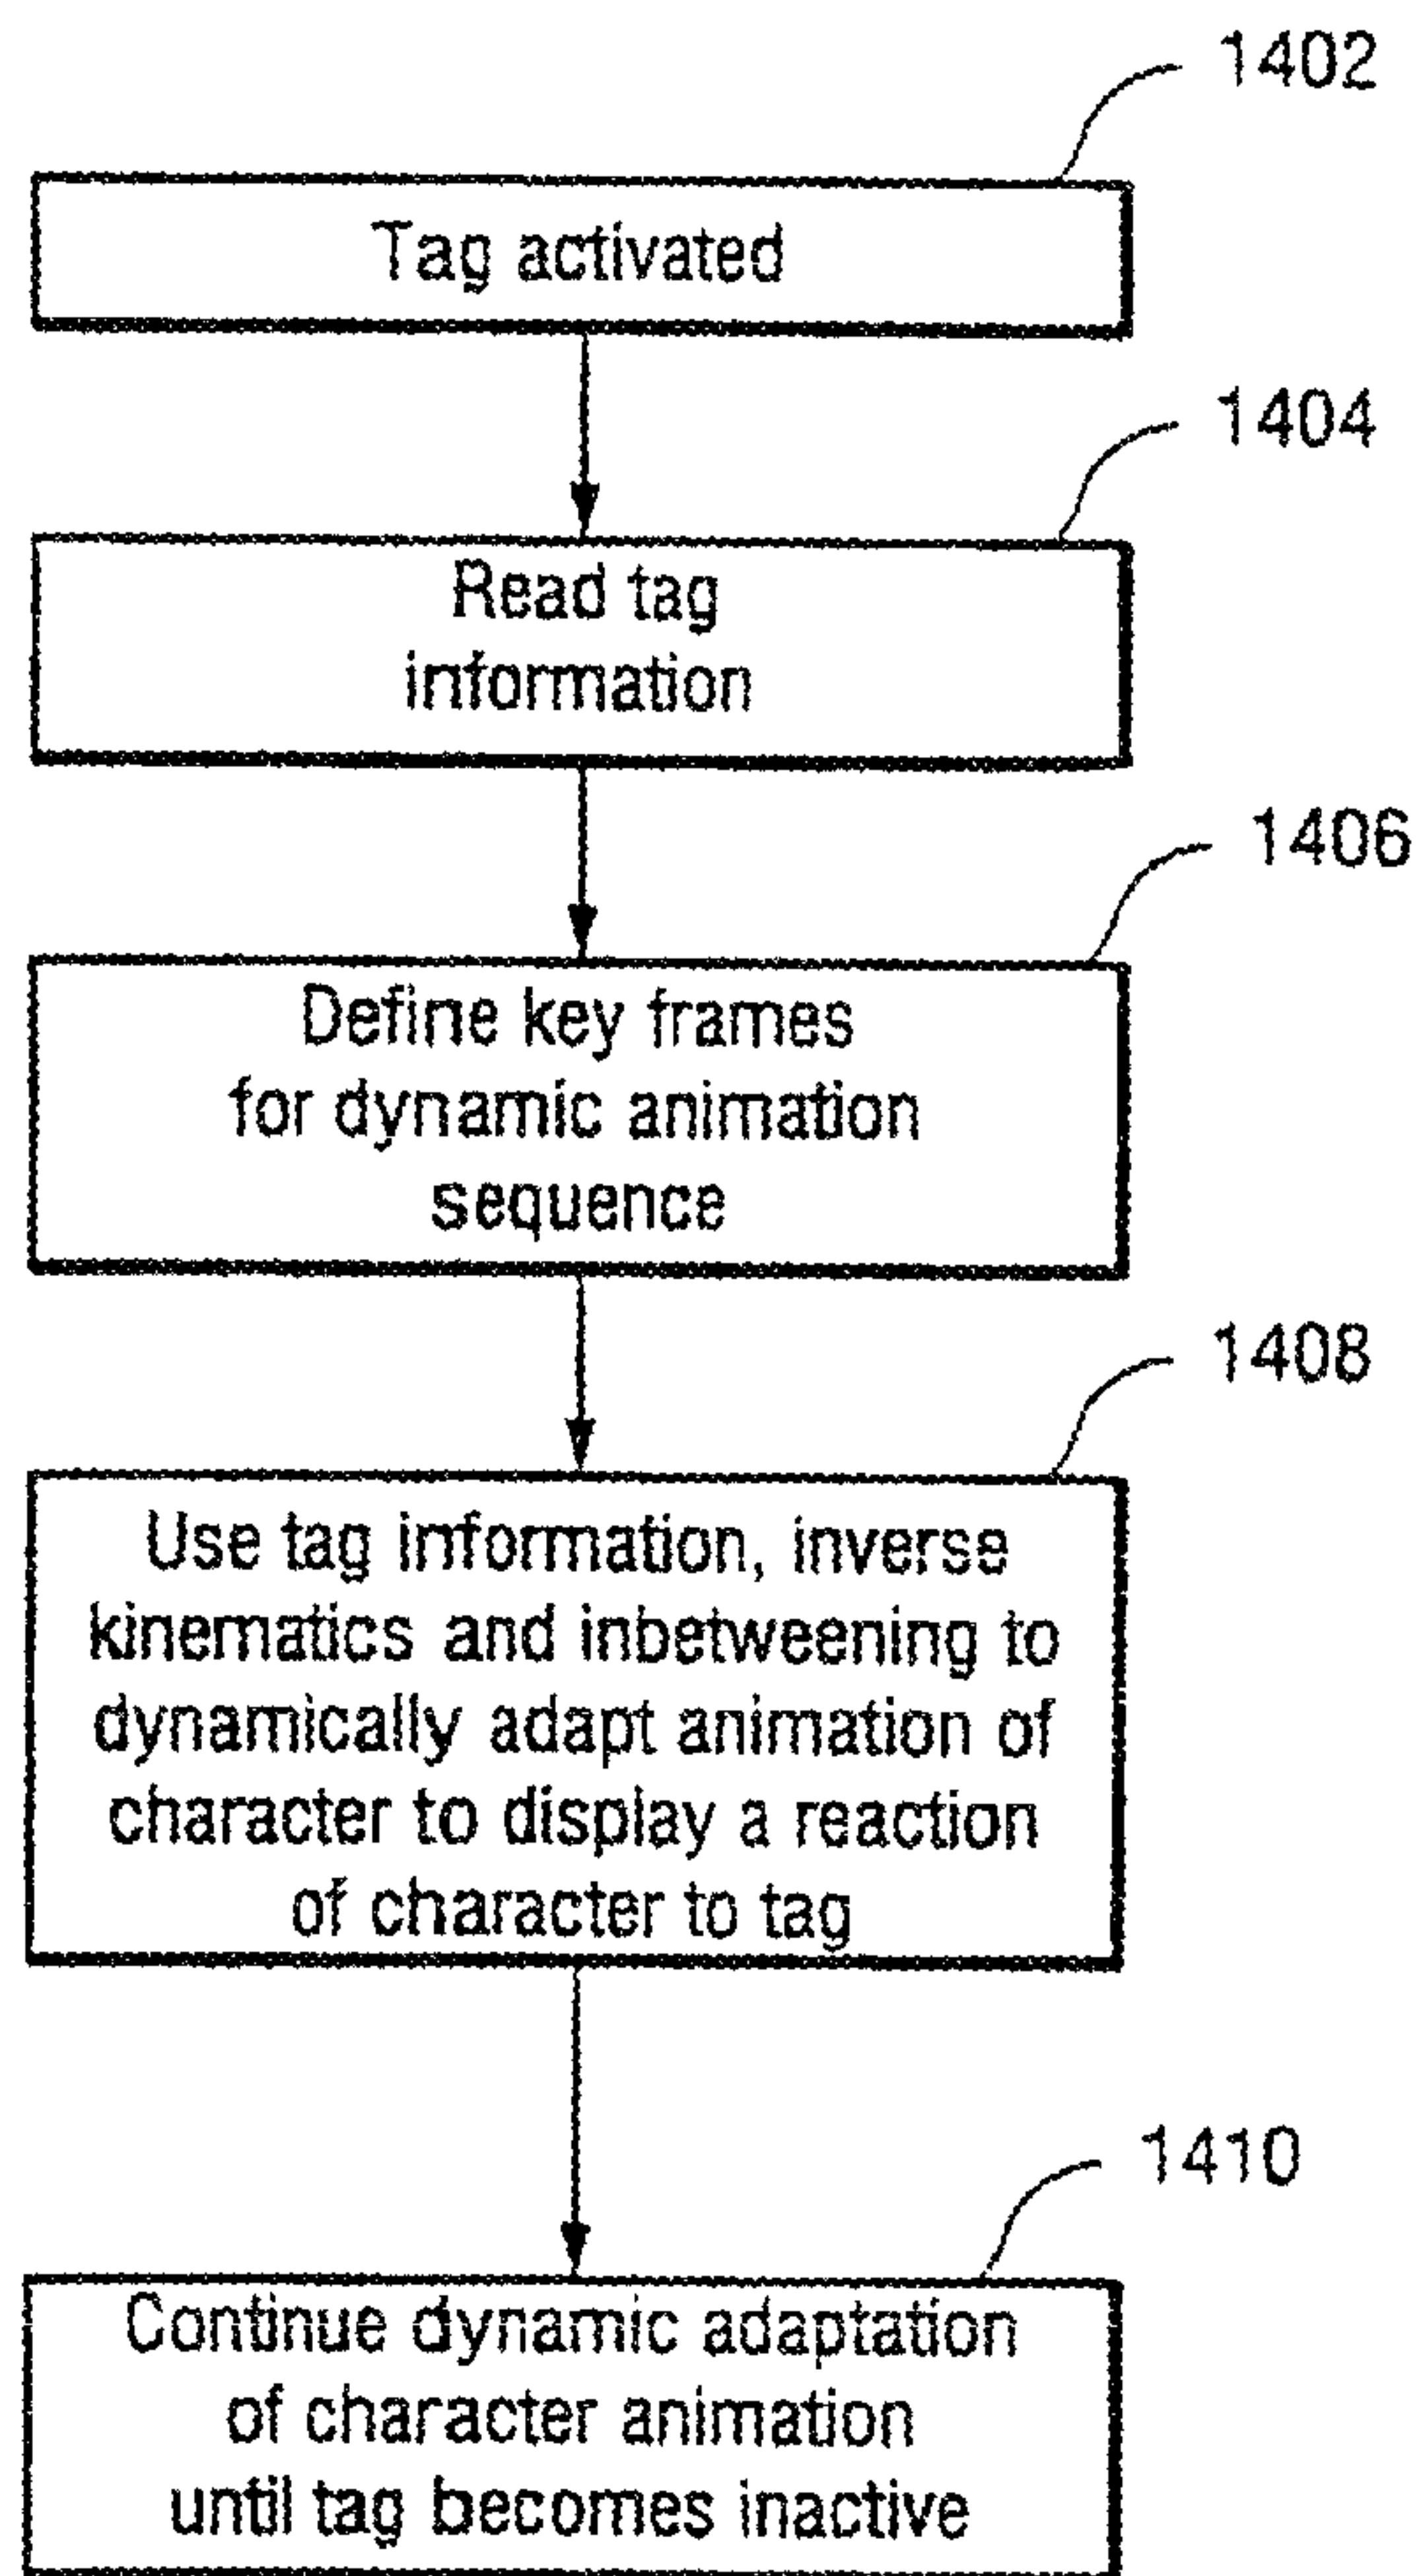 1402
Tag activated
1404
Read tag
information
1406
Define key frames
for dynamic animation
sequence
1408
Use tag information, inverse
kinematics and inbetweening to
dynamically adapt animation of
character to display a reaction
of character to tag
1410
Continue dynamic adaptation
of character animation
until tag becomes inactive